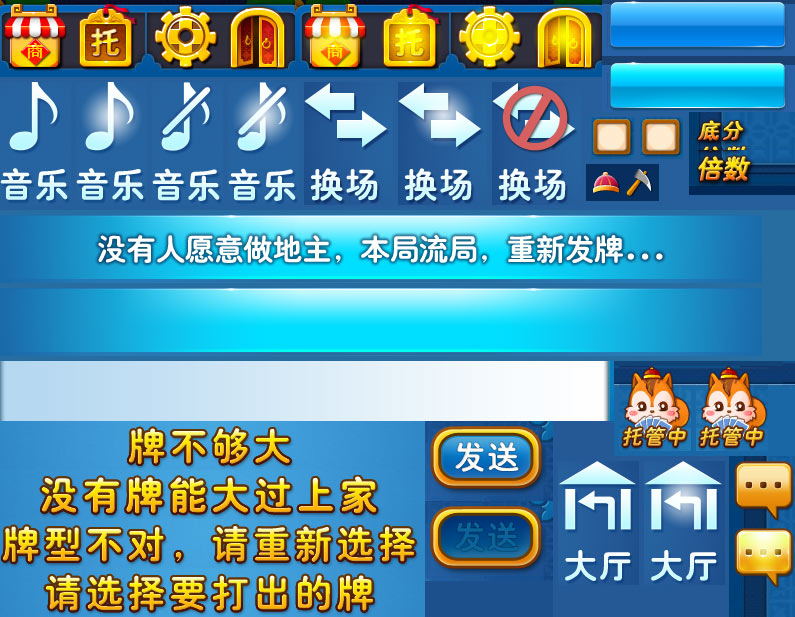 商 托 商 托
底分
倍数
音乐 音乐 音乐 音乐 换场 换场 换场
没有人愿意做地主，本局流局，重新发牌...
托管中 托管中
牌不够大
没有牌能大过上家
牌型不对，请重新选择
请选择要打出的牌
发送
发送
大厅 大厅